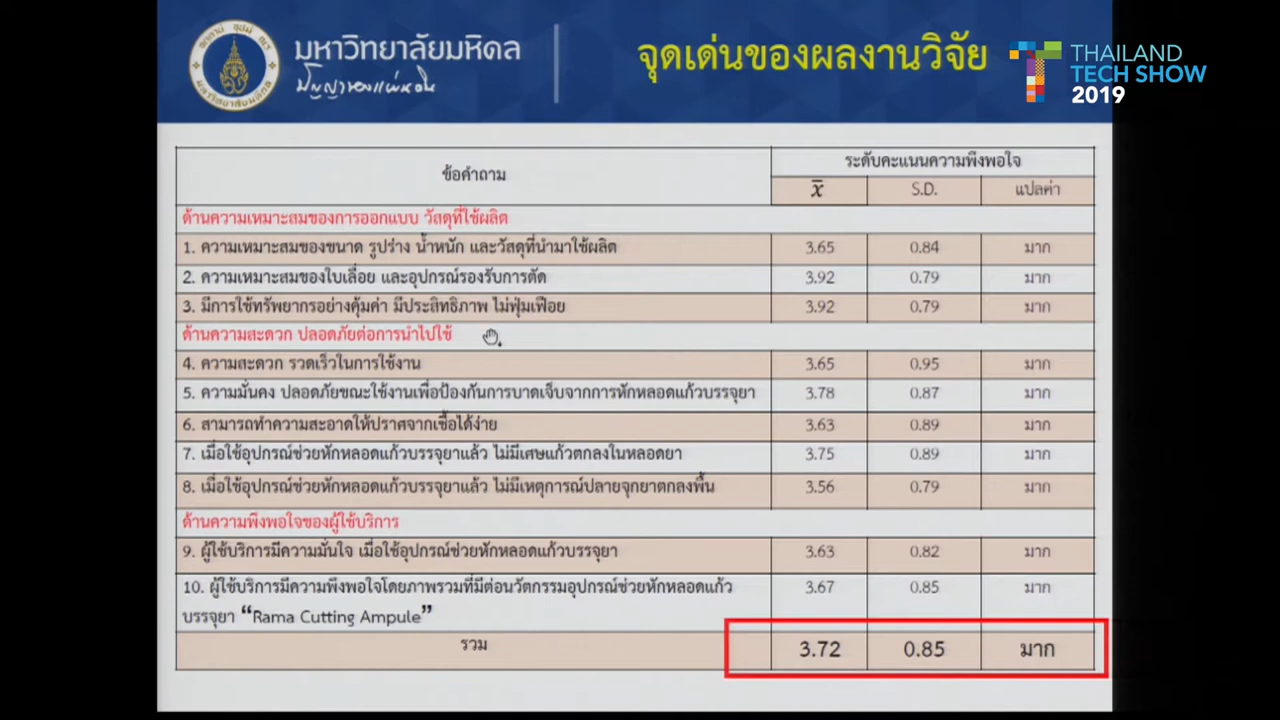 มหาวิทยาลัยมหิดล
ปัญญาของแผ่นดิน
จุดเด่นของผลงานวิจัย
THAILAND
TECH SHOW
2019
ข้อคำถาม
ระดับคะแนนความพึงพอใจ
x̄ S.D. แปลค่า
ด้านความเหมาะสมของการออกแบบ วัสดุที่ใช้ผลิต
1. ความเหมาะสมของขนาด รูปร่าง น้ำหนัก และวัสดุที่นำมาใช้ผลิต 3.65 0.84 มาก
2. ความเหมาะสมของใบเลื่อย และอุปกรณ์รองรับการตัด 3.92 0.79 มาก
3. มีการใช้ทรัพยากรอย่างคุ้มค่า มีประสิทธิภาพ ไม่ฟุ่มเฟือย 3.92 0.79 มาก
ด้านความสะดวก ปลอดภัยต่อการนำไปใช้
4. ความสะดวก รวดเร็วในการใช้งาน 3.65 0.95 มาก
5. ความมั่นคง ปลอดภัยขณะใช้งานเพื่อป้องกันการบาดเจ็บจากการหักหลอดแก้วบรรจุยา 3.78 0.87 มาก
6. สามารถทำความสะอาดให้ปราศจากเชื้อได้ง่าย 3.63 0.89 มาก
7. เมื่อใช้อุปกรณ์ช่วยหักหลอดแก้วบรรจุยาแล้ว ไม่มีเศษแก้วตกลงในหลอดยา 3.75 0.89 มาก
8. เมื่อใช้อุปกรณ์ช่วยหักหลอดแก้วบรรจุยาแล้ว ไม่มีเหตุการณ์ปลายจุกยาตกลงพื้น 3.56 0.79 มาก
ด้านความพึงพอใจของผู้ใช้บริการ
9. ผู้ใช้บริการมีความมั่นใจ เมื่อใช้อุปกรณ์ช่วยหักหลอดแก้วบรรจุยา 3.63 0.82 มาก
10. ผู้ใช้บริการมีความพึงพอใจโดยภาพรวมที่มีต่อนวัตกรรมอุปกรณ์ช่วยหักหลอดแก้ว 3.67 0.85 มาก
บรรจุยา “Rama Cutting Ampule”
รวม 3.72 0.85 มาก